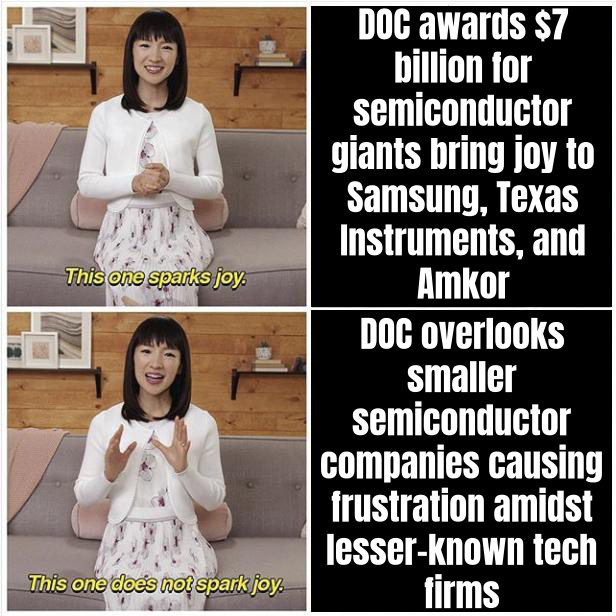 DOC awards $7
billion for
semiconductor
giants bring joy to
Samsung, Texas
Instruments, and
Amkor
This one sparks joy.
DOC overlooks
smaller
semiconductor
companies causing
frustration amidst
lesser-known tech
firms
This one does not spark joy.